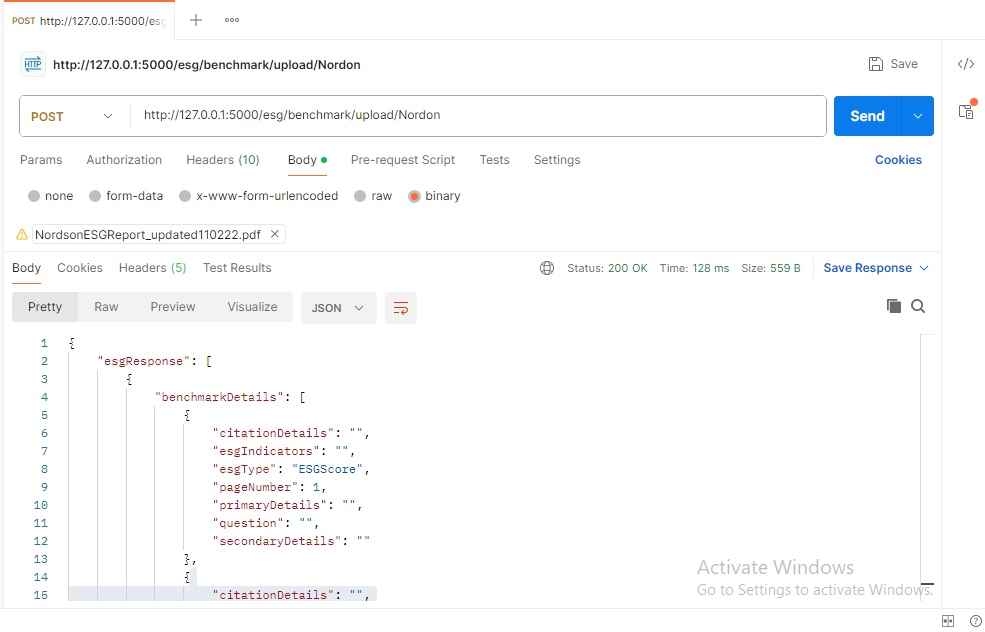 POST http://127.0.0.1:5000/esg
HTTP http://127.0.0.1:5000/esg/benchmark/upload/Nordon Save
POST http://127.0.0.1:5000/esg/benchmark/upload/Nordon Send
Params Authorization Headers (10) Body Pre-request Script Tests Settings Cookies
none form-data x-www-form-urlencoded raw binary
NordsonESGReport_updated110222.pdf
Body Cookies Headers (5) Test Results Status: 200 OK Time: 128 ms Size: 559 B Save Response
Pretty Raw Preview Visualize JSON
1 {
2 "esgResponse": [
3 {
4 "benchmarkDetails": [
5 {
6 "citationDetails": "",
7 "esgIndicators": "",
8 "esgType": "ESGScore",
9 "pageNumber": 1,
10 "primaryDetails": "",
11 "question": "",
12 "secondaryDetails": ""
13 },
14 {
15 "citationDetails": "",
Activate Windows
Go to Settings to activate Windows.